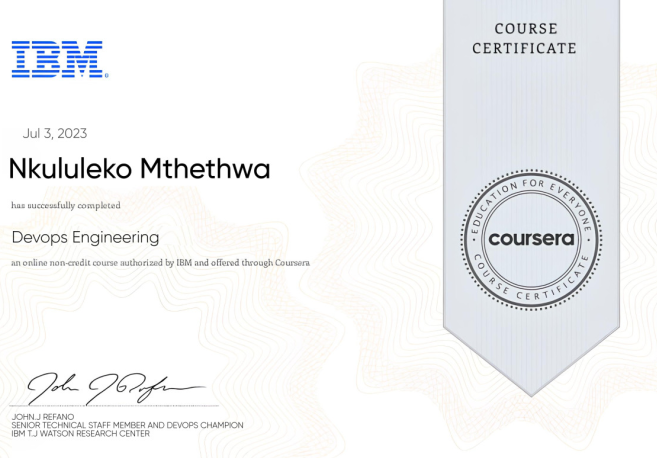 IBM®
COURSE
CERTIFICATE
Jul 3, 2023
Nkululeko Mthethwa
has successfully completed
Devops Engineering
an online non-credit course authorized by IBM and offered through Coursera
EDUCATION FOR EVERYONE
coursera
COURSE CERTIFICATE
John J Refano
JOHN.J REFANO
SENIOR TECHNICAL STAFF MEMBER AND DEVOPS CHAMPION
IBM T.J WATSON RESEARCH CENTER